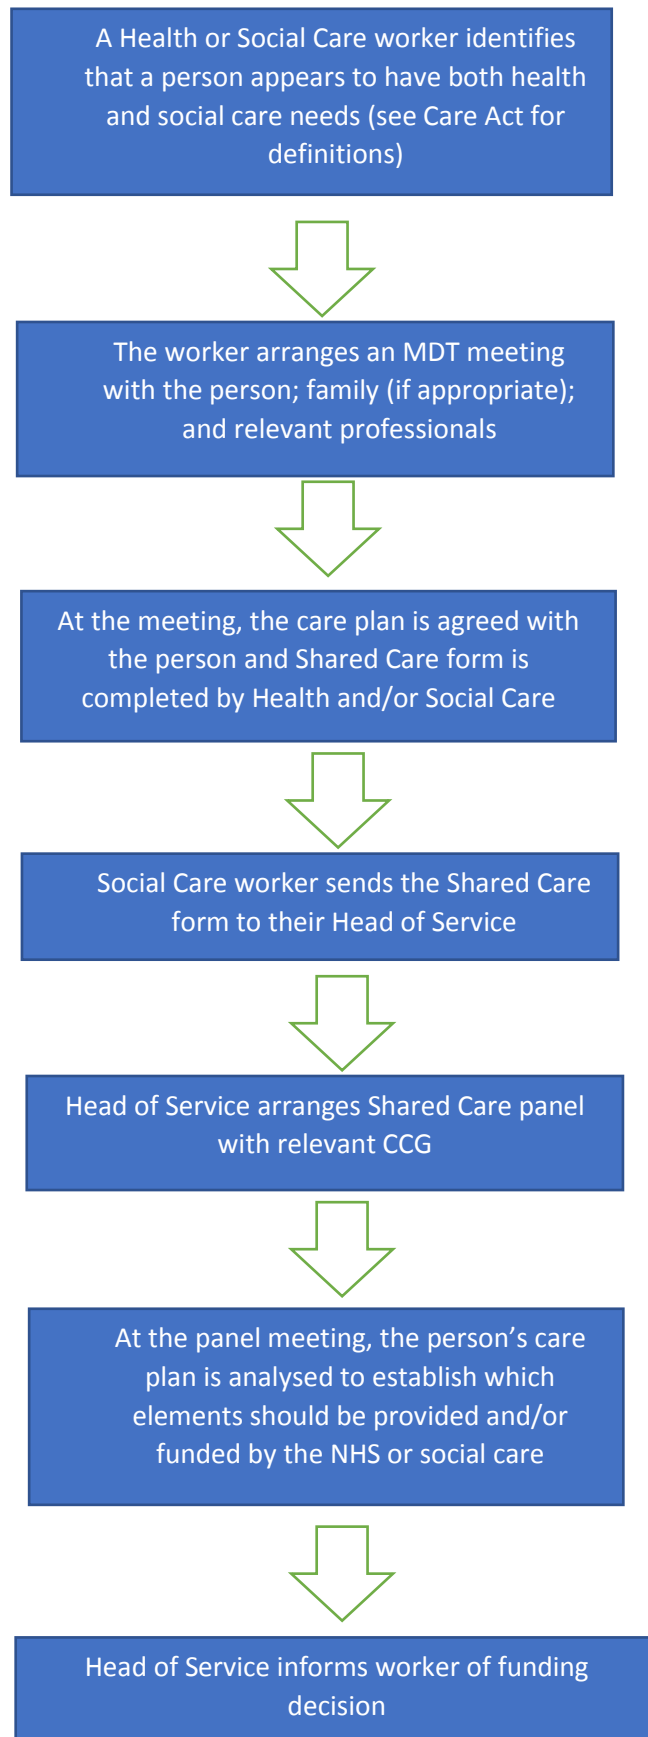 A Health or Social Care worker identifies
that a person appears to have both health
and social care needs (see Care Act for
definitions)
The worker arranges an MDT meeting
with the person; family (if appropriate);
and relevant professionals
At the meeting, the care plan is agreed with
the person and Shared Care form is
completed by Health and/or Social Care
Social Care worker sends the Shared Care
form to their Head of Service
Head of Service arranges Shared Care panel
with relevant CCG
At the panel meeting, the person’s care
plan is analysed to establish which
elements should be provided and/or
funded by the NHS or social care
Head of Service informs worker of funding
decision